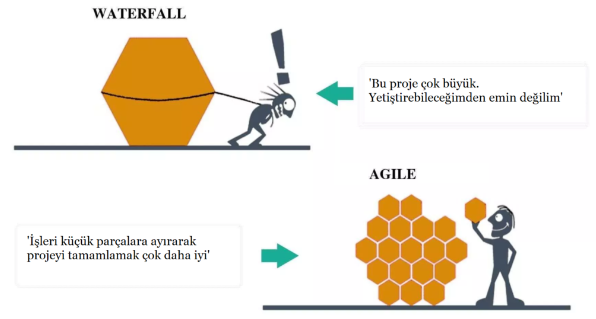 WATERFALL
'Bu proje çok büyük.
Yetiştirebileceğimden emin değilim'
AGILE
'İşleri küçük parçalara ayırarak
projeyi tamamlamak çok daha iyi'